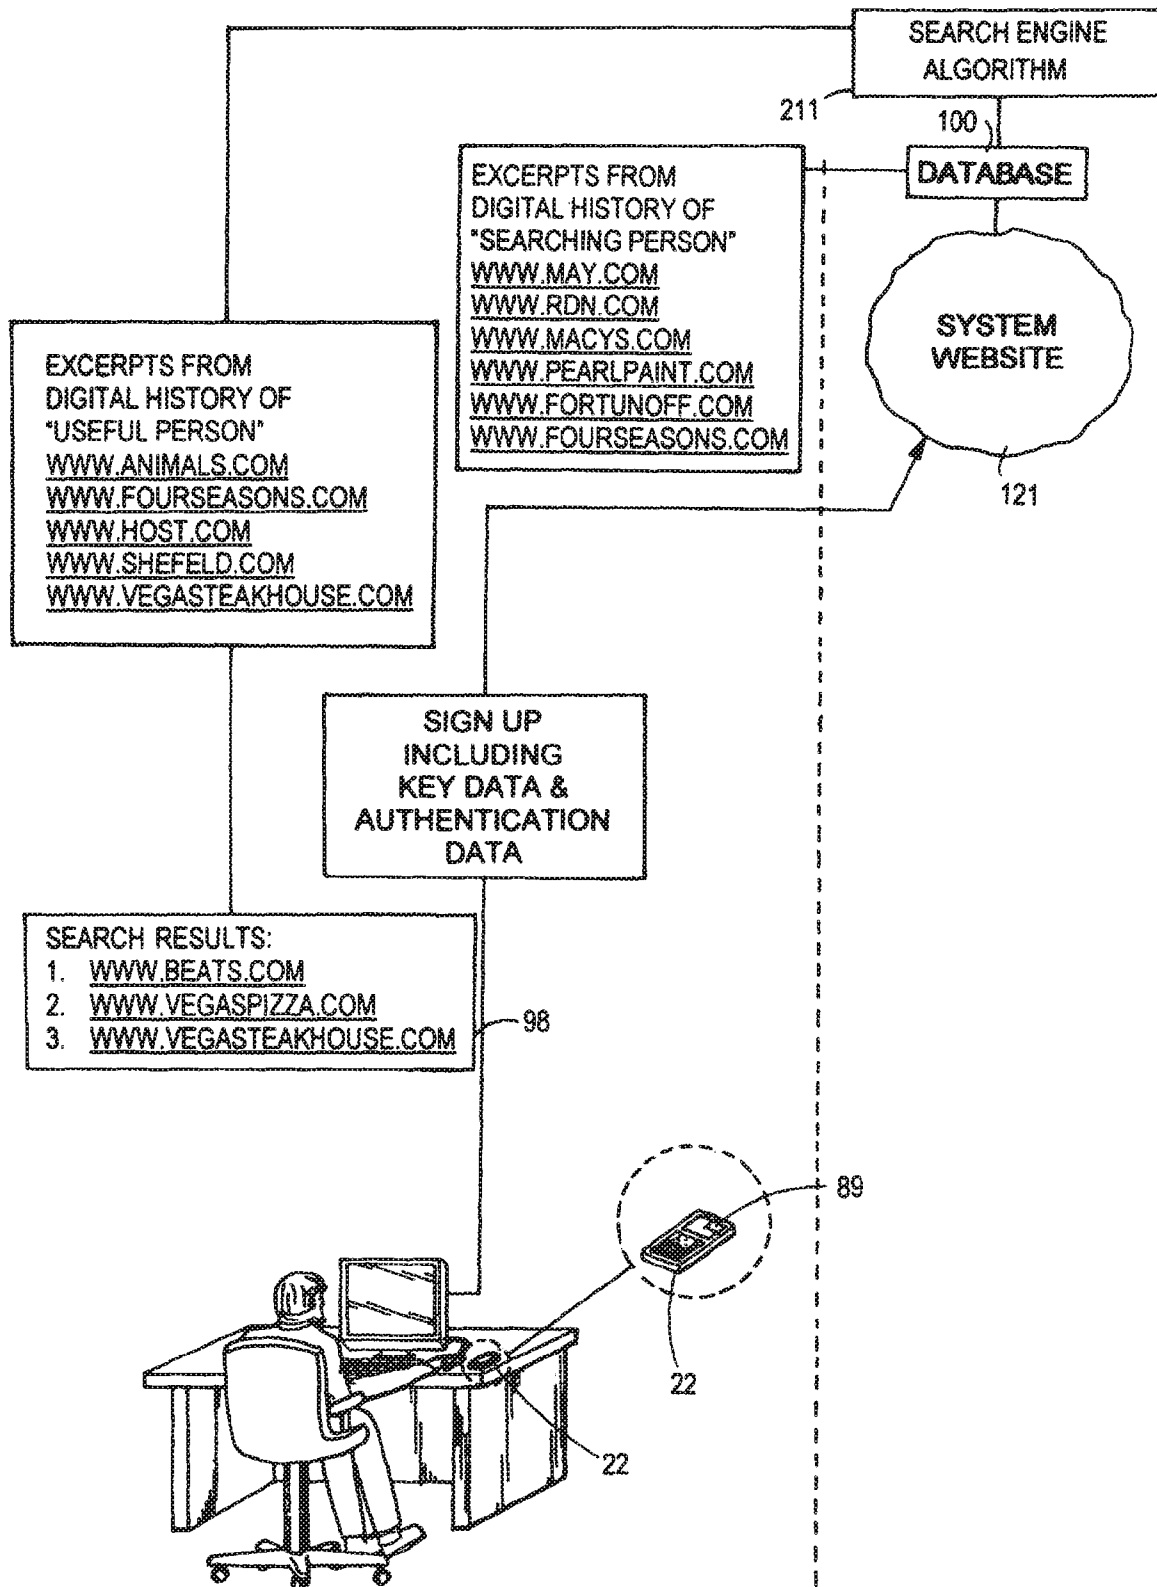 SEARCH ENGINE
ALGORITHM
211
100
DATABASE
EXCERPTS FROM
DIGITAL HISTORY OF
"SEARCHING PERSON"
WWW.MAY.COM
WWW.RDN.COM
WWW.MACYS.COM
WWW.PEARLPAINT.COM
WWW.FORTUNOFF.COM
WWW.FOURSEASONS.COM
SYSTEM
WEBSITE
121
EXCERPTS FROM
DIGITAL HISTORY OF
"USEFUL PERSON"
WWW.ANIMALS.COM
WWW.FOURSEASONS.COM
WWW.HOST.COM
WWW.SHEFELD.COM
WWW.VEGASTEAKHOUSE.COM
SIGN UP
INCLUDING
KEY DATA &
AUTHENTICATION
DATA
SEARCH RESULTS:
1. WWW.BEATS.COM
2. WWW.VEGASPIZZA.COM
3. WWW.VEGASTEAKHOUSE.COM
98
89
22
22